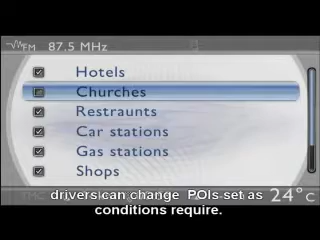 FM 87.5 MHz
Hotels
Churches
Restraunts
Car stations
Gas stations
Shops
drivers can change POIs set as
conditions require.
24°C